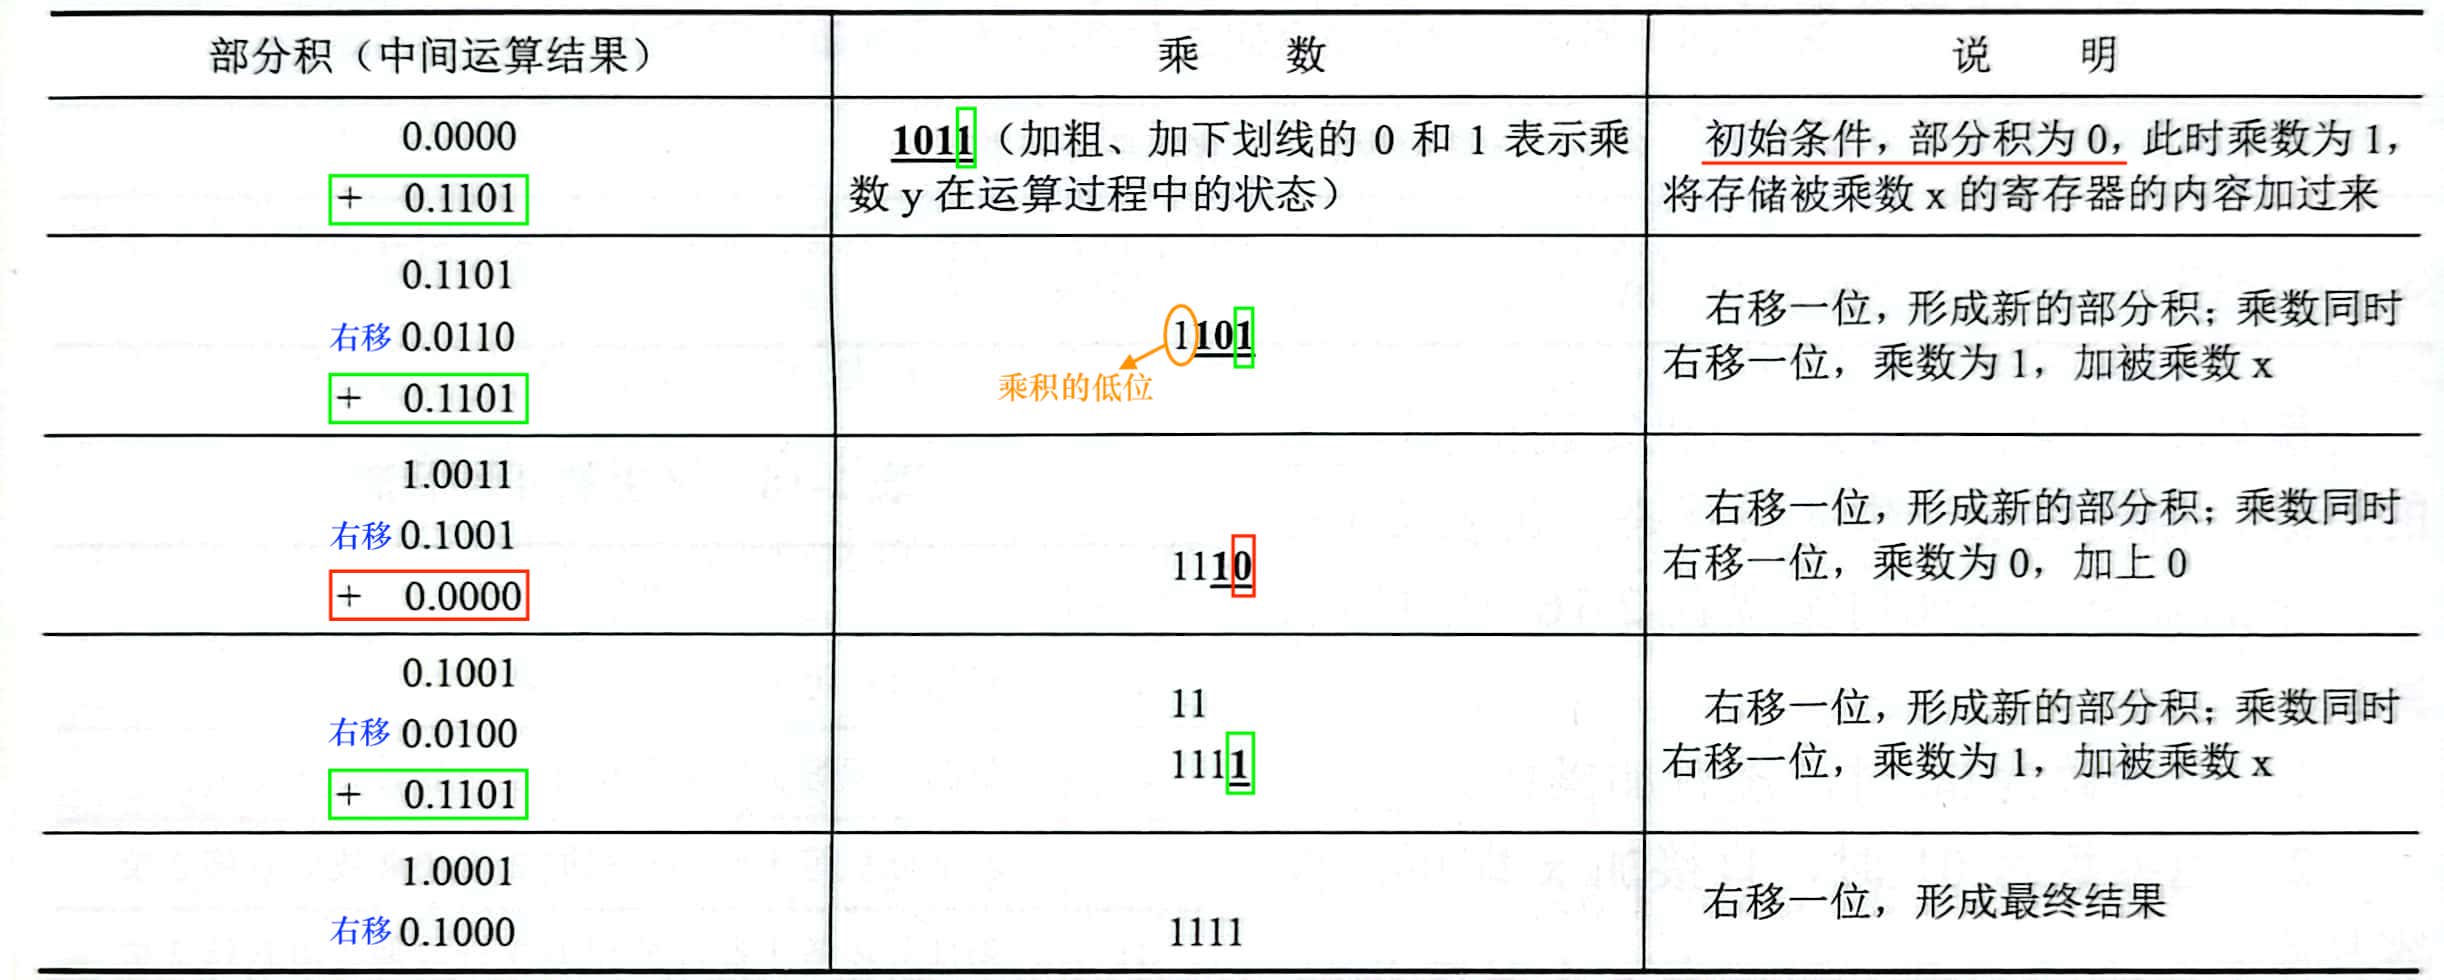 部分积（中间运算结果）
乘 数
说 明
0.0000
+ 0.1101
1011（加粗、加下划线的 0 和 1 表示乘
数 y 在运算过程中的状态）
初始条件，部分积为 0，此时乘数为 1，
将存储被乘数 x 的寄存器的内容加过来
0.1101
右移 0.0110
+ 0.1101
1101
乘积的低位
右移一位，形成新的部分积；乘数同时
右移一位，乘数为 1，加被乘数 x
1.0011
右移 0.1001
+ 0.0000
1110
右移一位，形成新的部分积；乘数同时
右移一位，乘数为 0，加上 0
0.1001
右移 0.0100
+ 0.1101
11
1111
右移一位，形成新的部分积；乘数同时
右移一位，乘数为 1，加被乘数 x
1.0001
右移 0.1000
1111
右移一位，形成最终结果